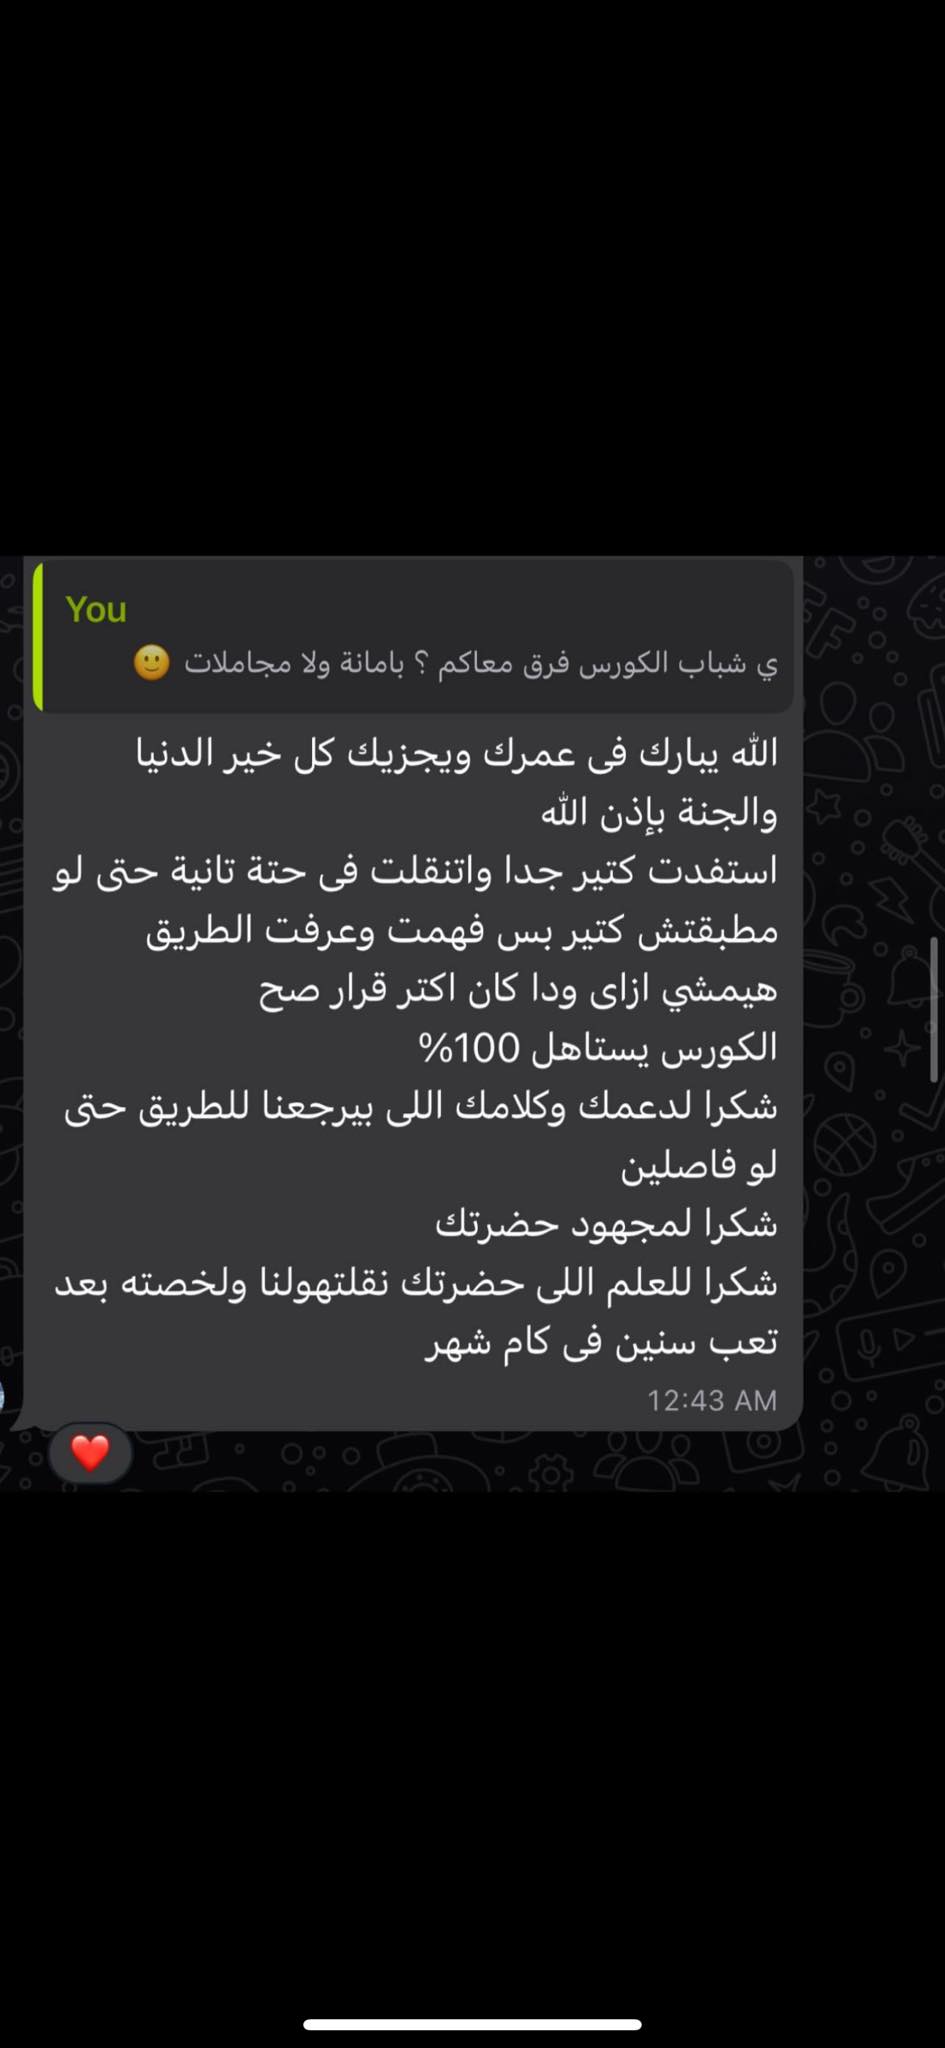 You
ي شباب الكورس فرق معاكم ؟ بامانة ولا مجاملات 🙂
الله يبارك فى عمرك ويجزيك كل خير الدنيا
والجنة بإذن الله
استفدت كتير جدا واتنقلت فى حتة تانية حتى لو
مطبقتش كتير بس فهمت وعرفت الطريق
هيمشي ازاى ودا كان اكتر قرار صح
الكورس يستاهل 100%
شكرا لدعمك وكلامك اللى بيرجعنا للطريق حتى
لو فاصلين
شكرا لمجهود حضرتك
شكرا للعلم اللى حضرتك نقلتهولنا ولخصته بعد
تعب سنين فى كام شهر
12:43 AM
❤️